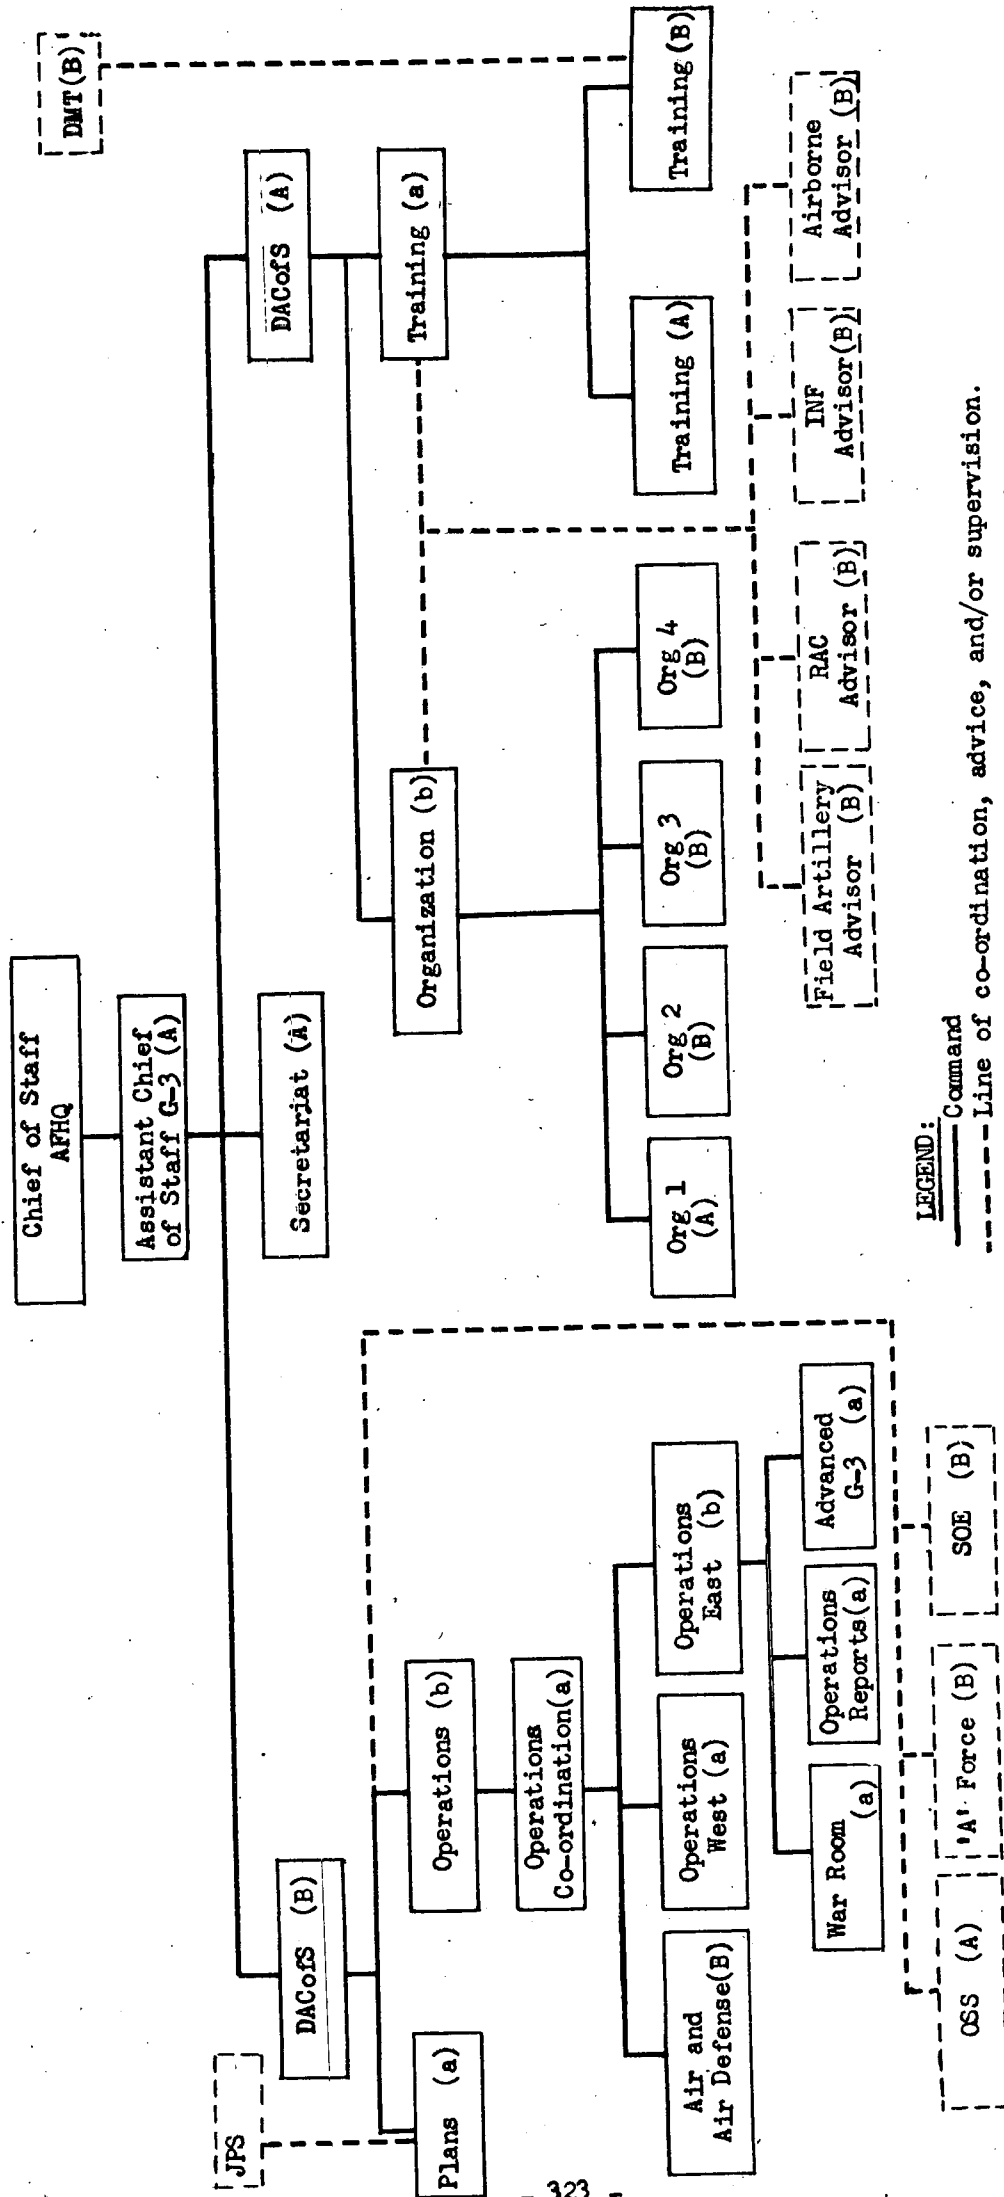 Chief of Staff
AFHQ
Assistant Chief
of Staff G-3 (A)
Secretariat (A)
JPS
DACofS (B)
DACofS (A)
DMT(B)
Plans (a)
Operations (b)
Operations
Co-ordination(a)
Air and
Air Defense(B)
Operations
West (a)
Operations
East (b)
War Room
(a)
Operations
Reports(a)
Advanced
G-3 (a)
OSS (A)
'A' Force (B)
SOE (B)
Organization (b)
Training (a)
Org 1
(A)
Org 2
(B)
Org 3
(B)
Org 4
(B)
Training (A)
Training (B)
Field Artillery
Advisor (B)
RAC
Advisor (B)
INF
Advisor(B)
Airborne
Advisor (B)
LEGEND:
Command
Line of co-ordination, advice, and/or supervision.
- 323 -